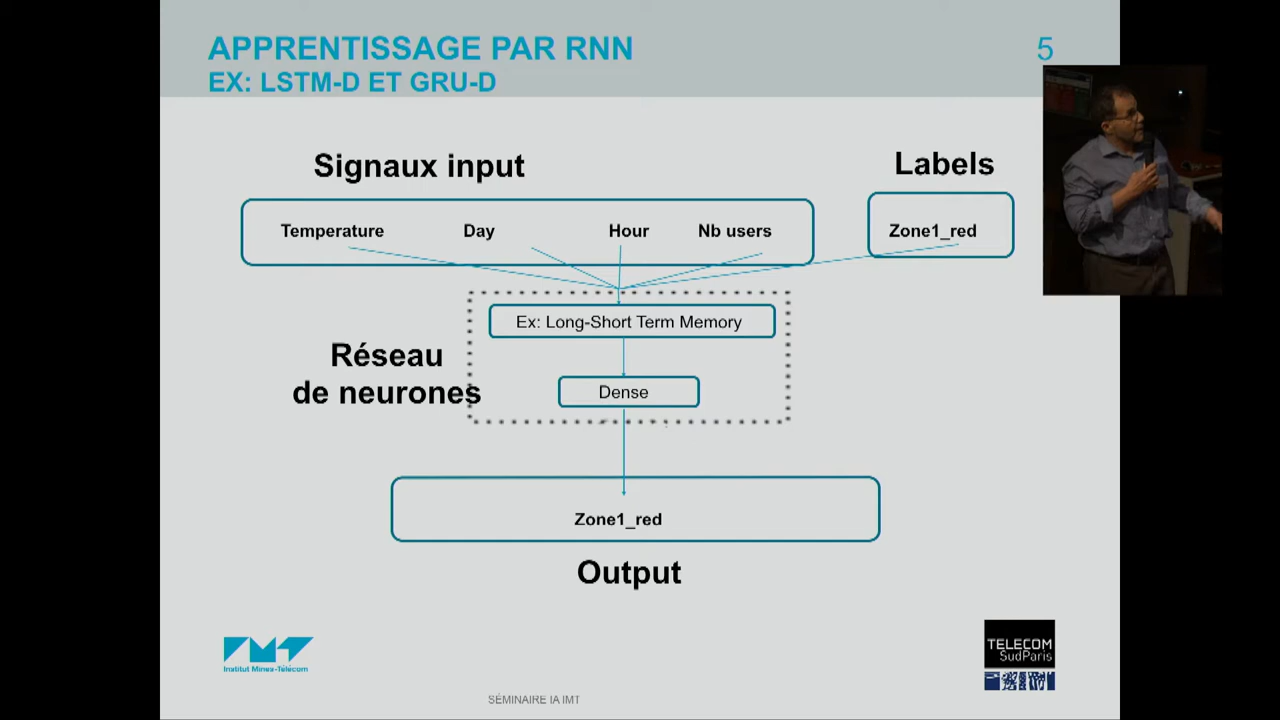 APPRENTISSAGE PAR RNN
5
EX: LSTM-D ET GRU-D
Signaux input
Labels
Temperature
Day
Hour
Nb users
Zone1_red
Ex: Long-Short Term Memory
Réseau
de neurones
Dense
Zone1_red
Output
Institut Mines-Télécom
TELECOM
SudParis
SÉMINAIRE IA IMT